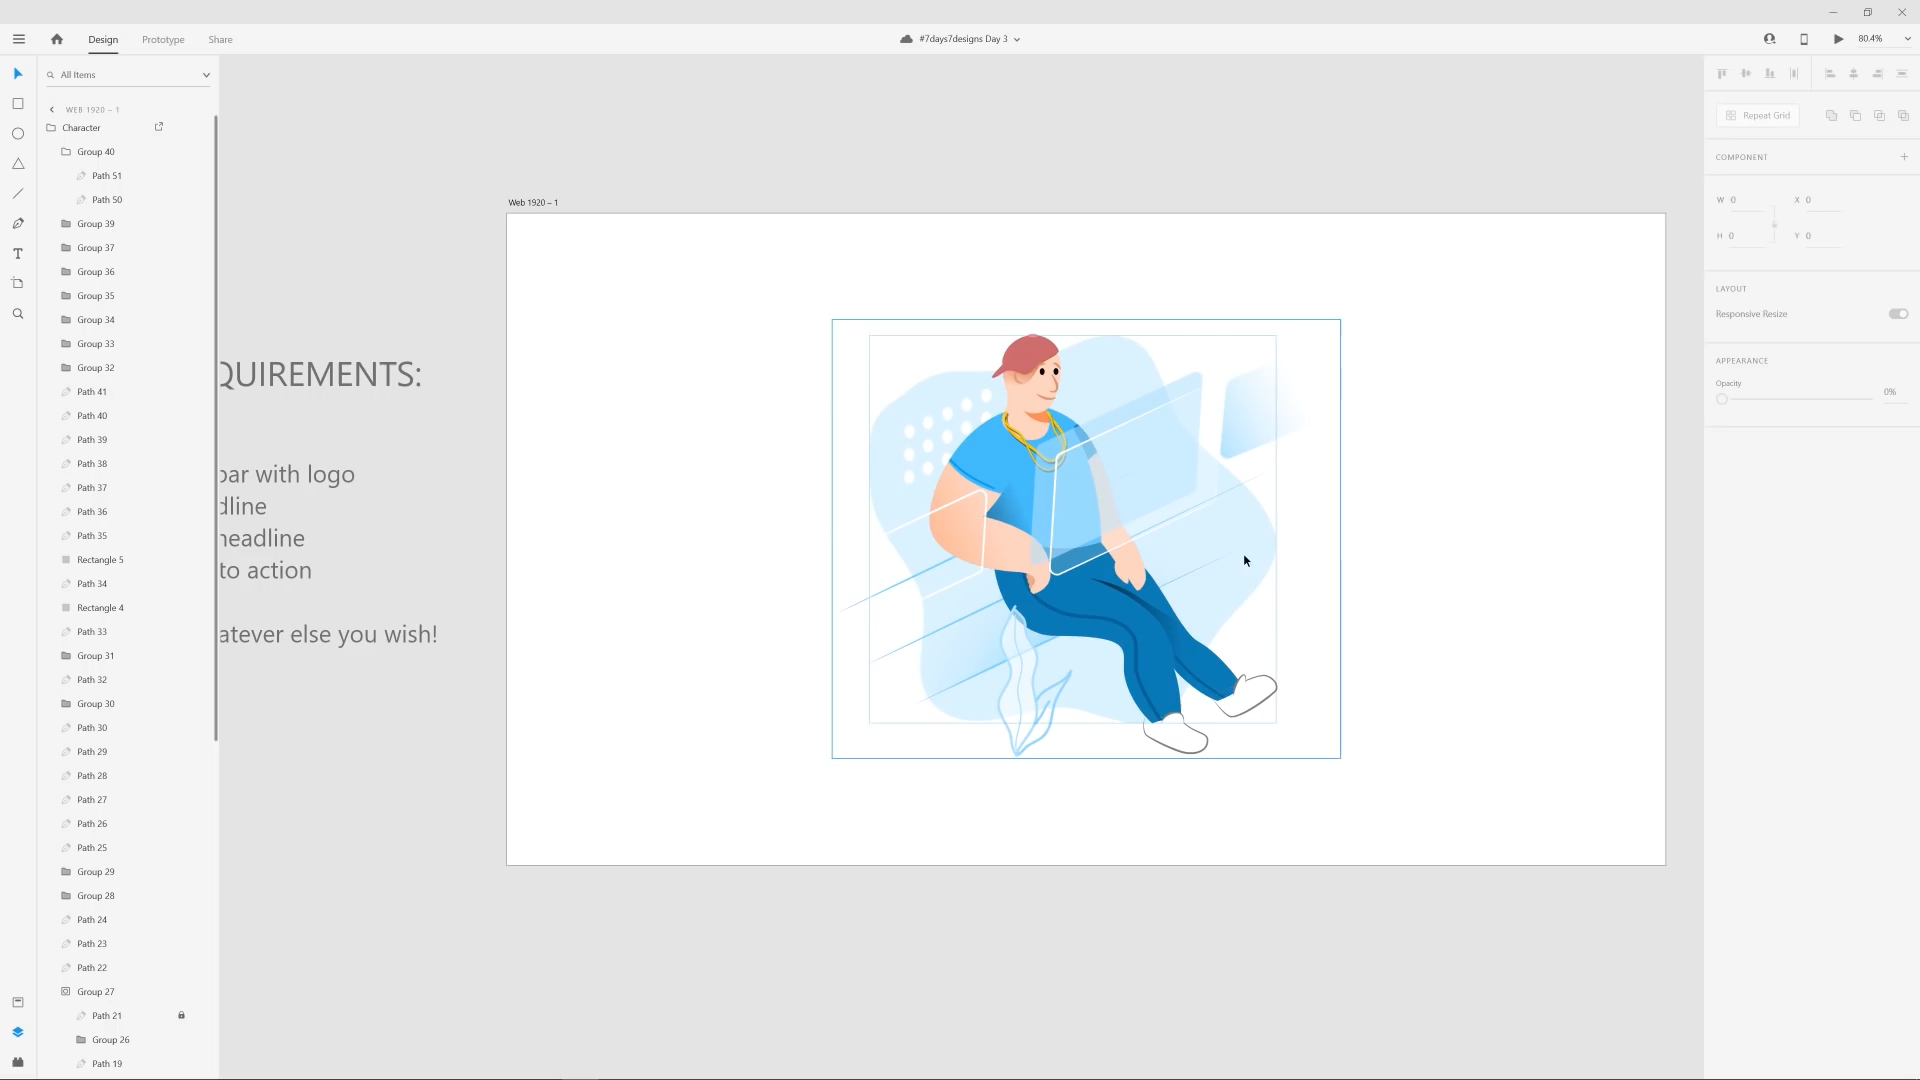 Design
Prototype
Share
#7days7designs Day 3
80.4%
All Items
WEB 1920 – 1
Character
Group 40
Path 51
Path 50
Group 39
Group 37
Group 36
Group 35
Group 34
Group 33
Group 32
Path 41
Path 40
Path 39
Path 38
Path 37
Path 36
Path 35
Rectangle 5
Path 34
Rectangle 4
Path 33
Group 31
Path 32
Group 30
Path 30
Path 29
Path 28
Path 27
Path 26
Path 25
Group 29
Group 28
Path 24
Path 23
Path 22
Group 27
Path 21
Group 26
Path 19
QUIREMENTS:
bar with logo
dline
headline
to action
atever else you wish!
Web 1920 – 1
Repeat Grid
COMPONENT
W 0
X 0
H 0
Y 0
LAYOUT
Responsive Resize
APPEARANCE
Opacity
0%